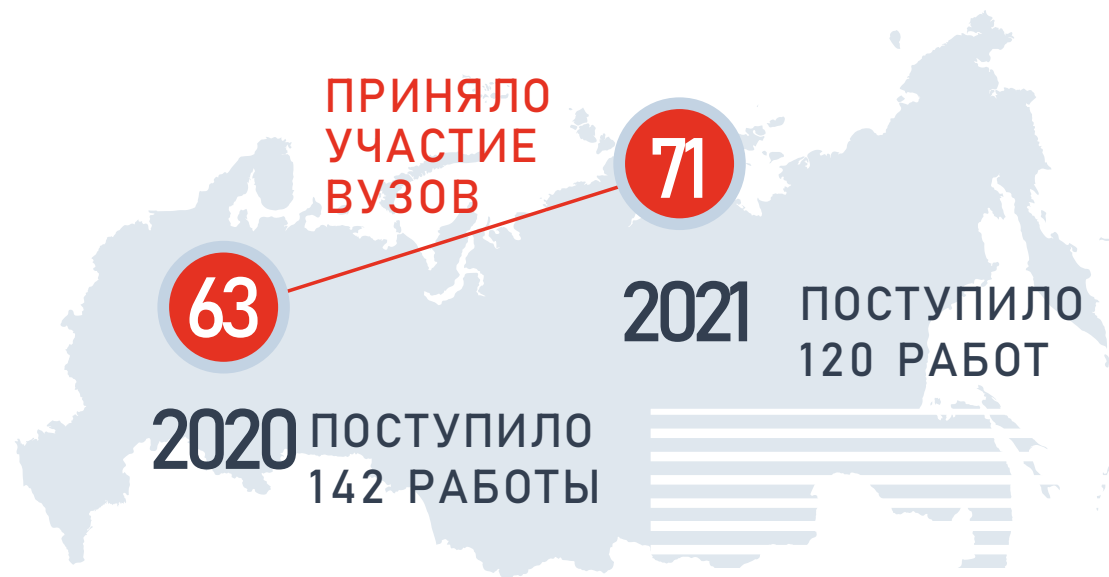 ПРИНЯЛО
УЧАСТИЕ
ВУЗОВ
71
63
2021
ПОСТУПИЛО
120 РАБОТ
2020
ПОСТУПИЛО
142 РАБОТЫ